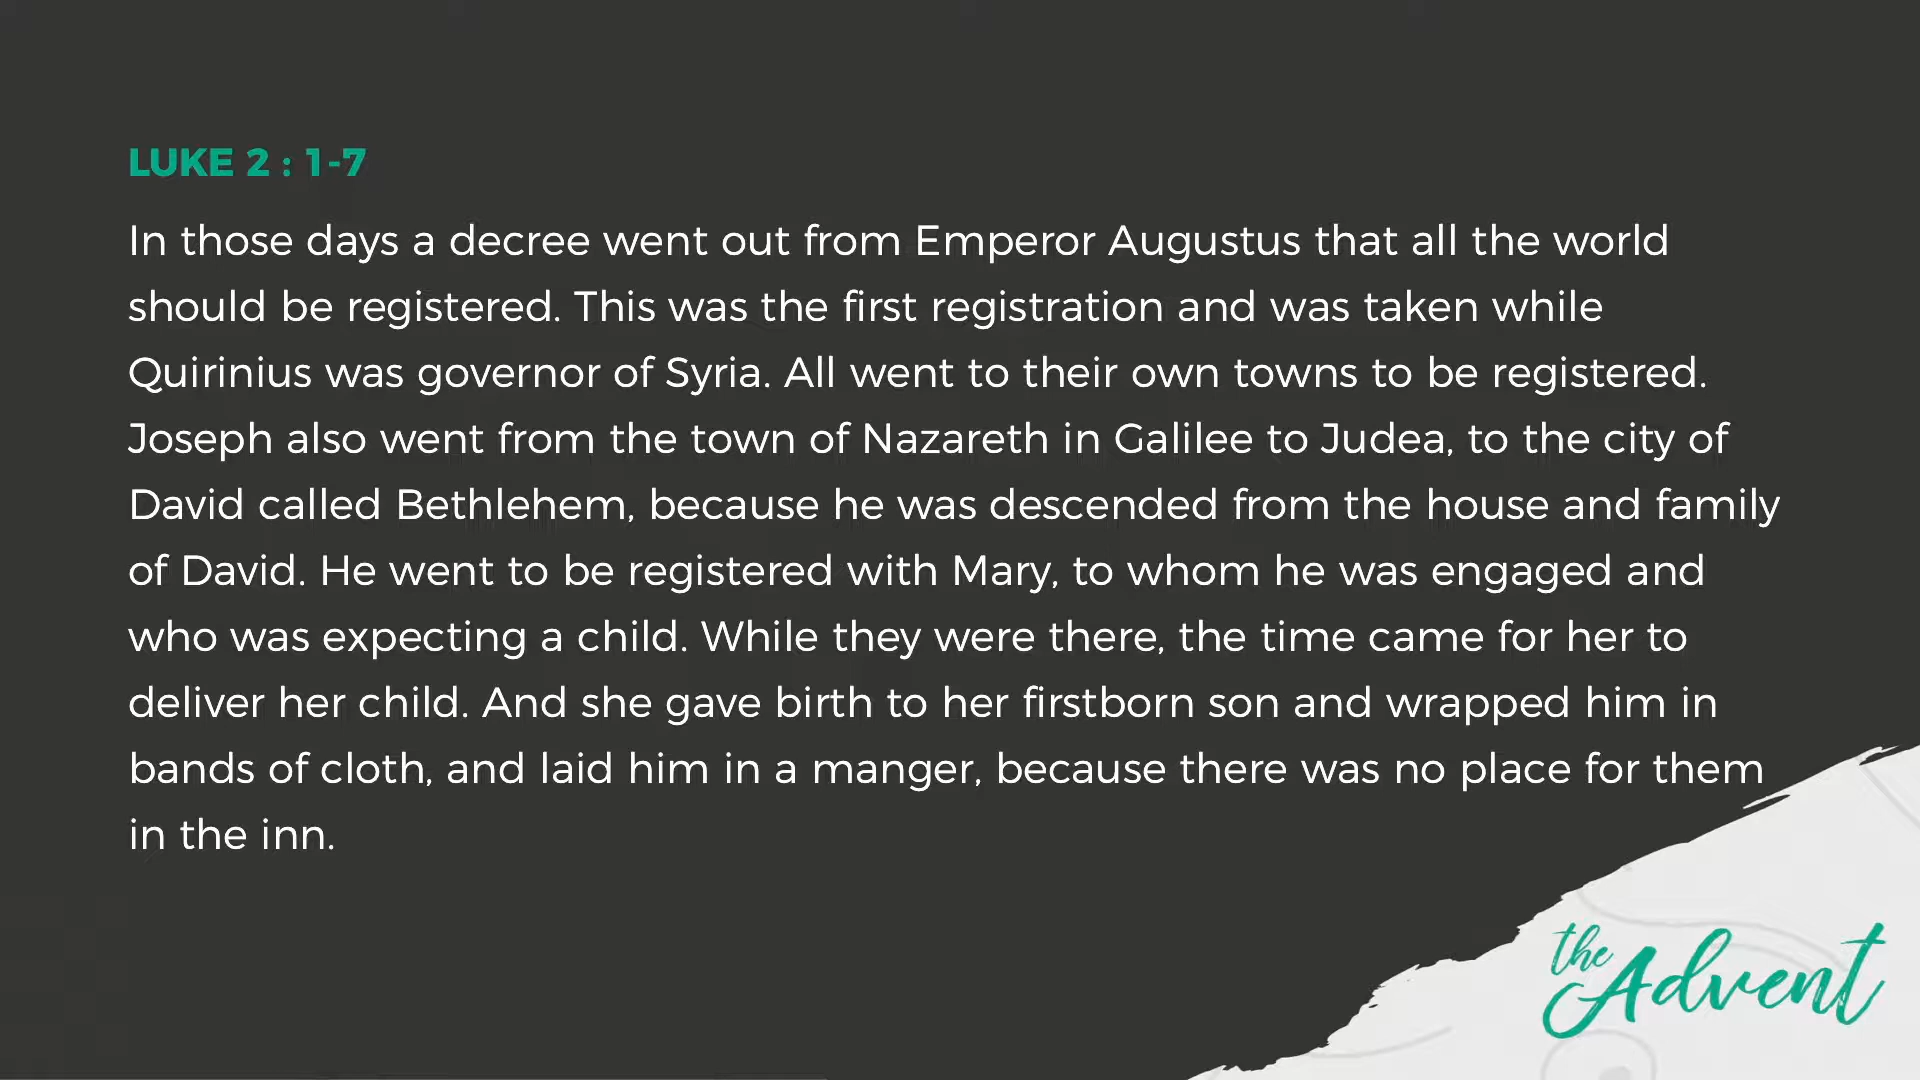 LUKE 2 : 1-7
In those days a decree went out from Emperor Augustus that all the world
should be registered. This was the first registration and was taken while
Quirinius was governor of Syria. All went to their own towns to be registered.
Joseph also went from the town of Nazareth in Galilee to Judea, to the city of
David called Bethlehem, because he was descended from the house and family
of David. He went to be registered with Mary, to whom he was engaged and
who was expecting a child. While they were there, the time came for her to
deliver her child. And she gave birth to her firstborn son and wrapped him in
bands of cloth, and laid him in a manger, because there was no place for them
in the inn.
the Advent